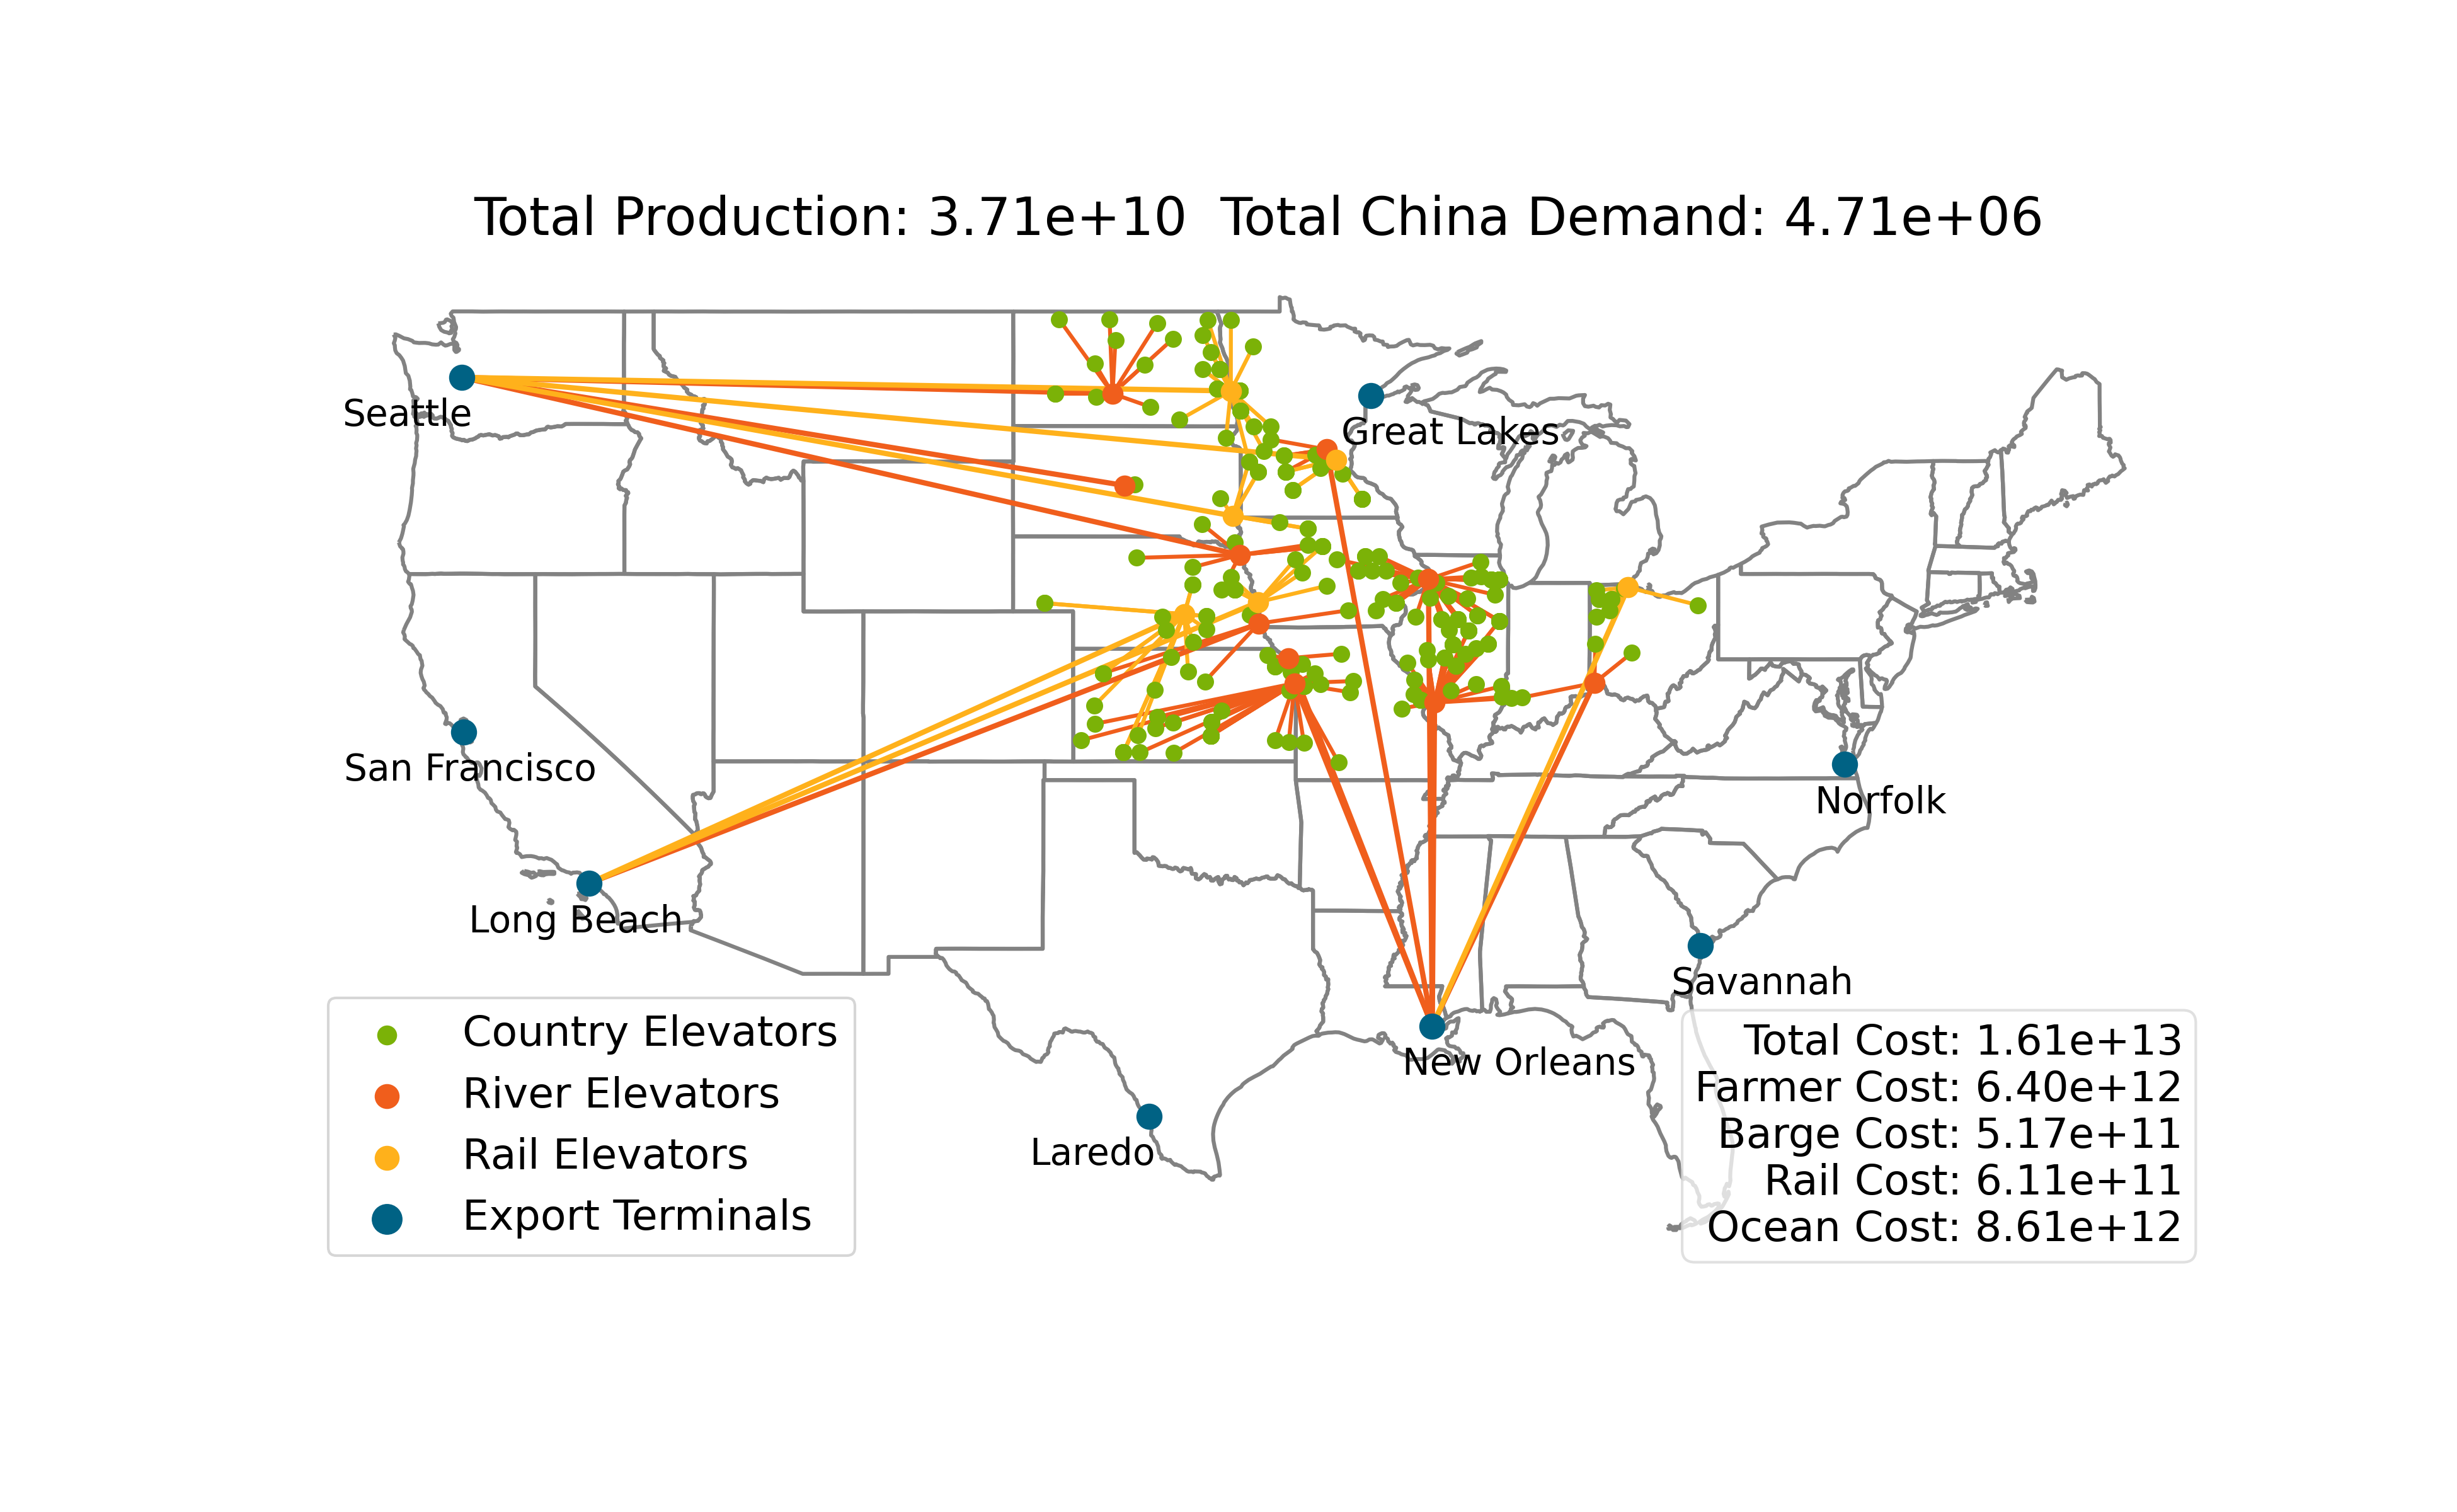 Total Production: 3.71e+10  Total China Demand: 4.71e+06
Seattle
Great Lakes
San Francisco
Norfolk
Long Beach
Savannah
New Orleans
Laredo
Country Elevators
River Elevators
Rail Elevators
Export Terminals
Total Cost: 1.61e+13
Farmer Cost: 6.40e+12
Barge Cost: 5.17e+11
Rail Cost: 6.11e+11
Ocean Cost: 8.61e+12